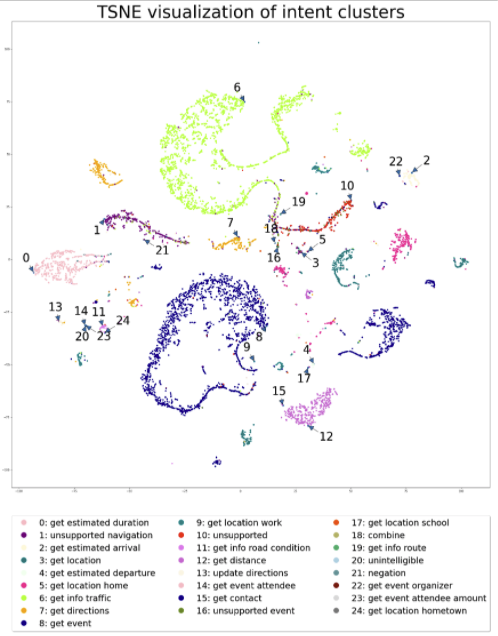 TSNE visualization of intent clusters
6
22
2
10
19
1
18
7
5
21
16
3
0
13
14
11
24
20
23
8
9
4
17
15
12
0: get estimated duration
1: unsupported navigation
2: get estimated arrival
3: get location
4: get estimated departure
5: get location home
6: get info traffic
7: get directions
8: get event
9: get location work
10: unsupported
11: get info road condition
12: get distance
13: update directions
14: get event attendee
15: get contact
16: unsupported event
17: get location school
18: combine
19: get info route
20: unintelligible
21: negation
22: get event organizer
23: get event attendee amount
24: get location hometown